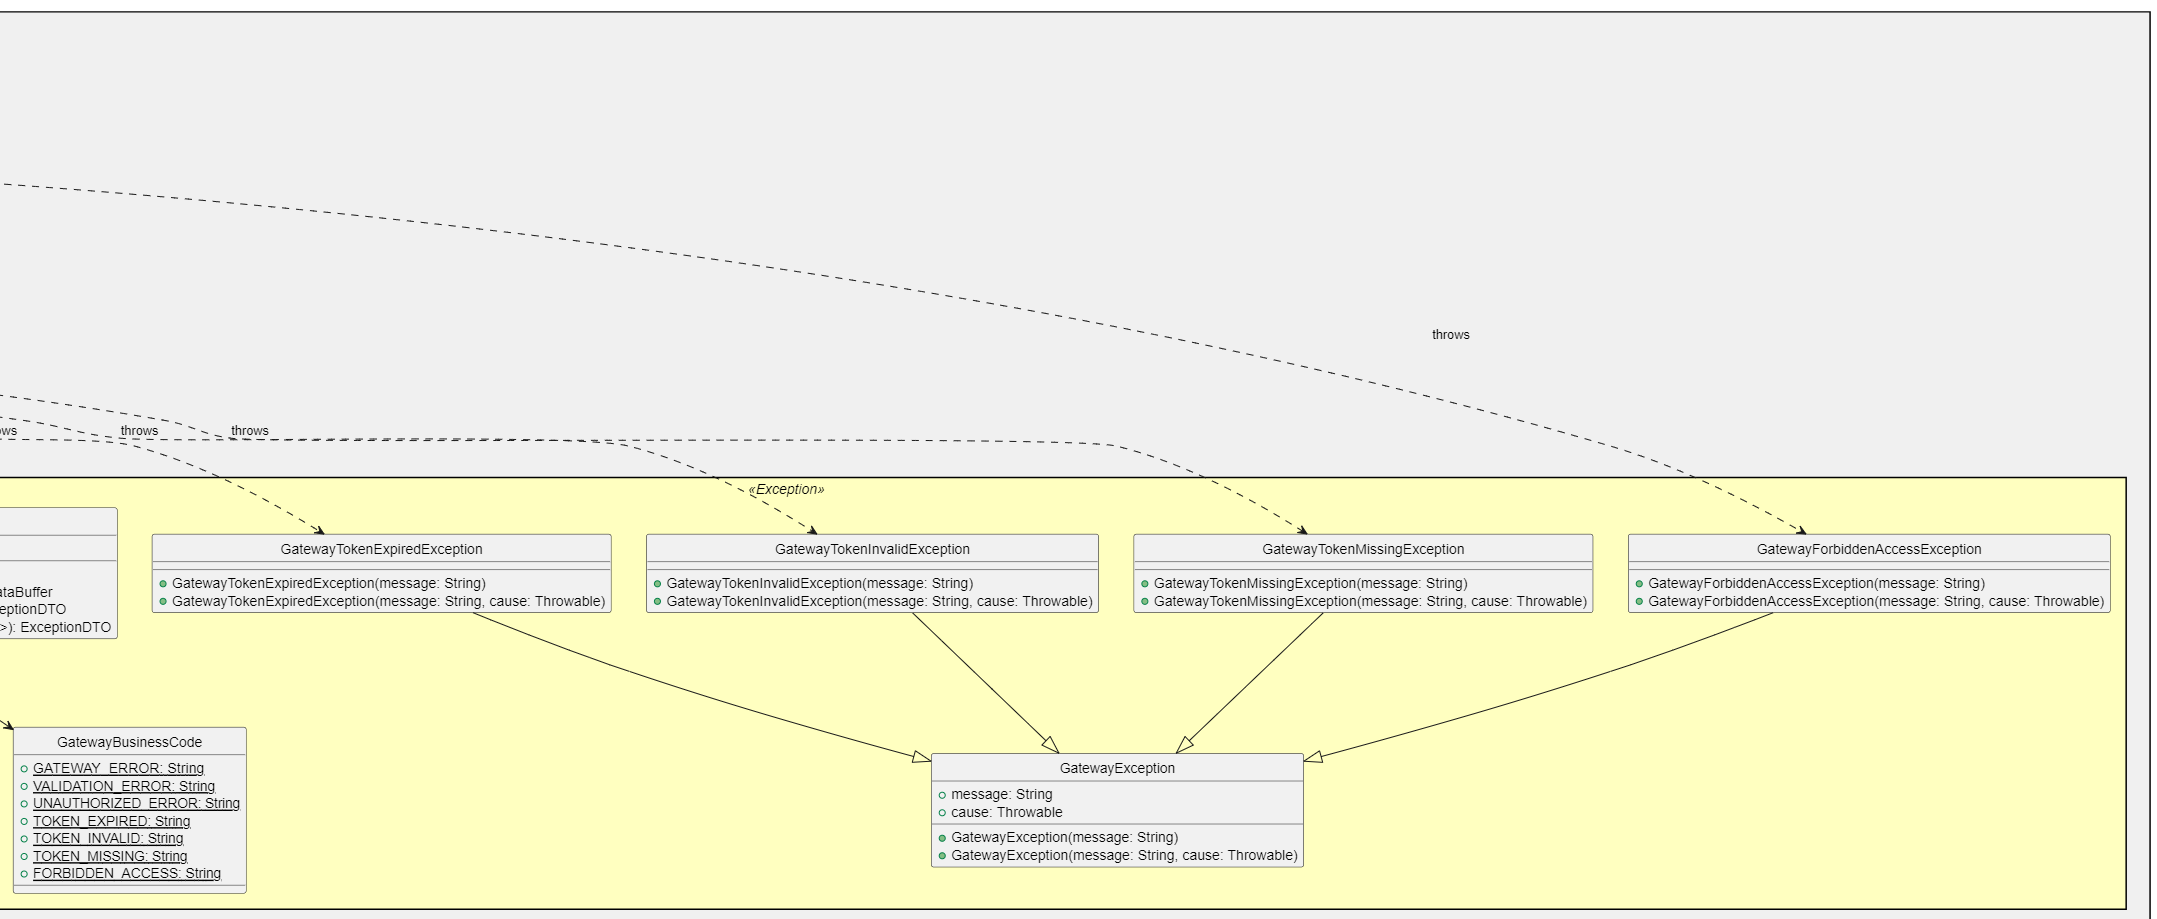 throws
throws
throws
«Exception»
GatewayTokenExpiredException
GatewayTokenExpiredException(message: String)
GatewayTokenExpiredException(message: String, cause: Throwable)
GatewayTokenInvalidException
GatewayTokenInvalidException(message: String)
GatewayTokenInvalidException(message: String, cause: Throwable)
GatewayTokenMissingException
GatewayTokenMissingException(message: String)
GatewayTokenMissingException(message: String, cause: Throwable)
GatewayForbiddenAccessException
GatewayForbiddenAccessException(message: String)
GatewayForbiddenAccessException(message: String, cause: Throwable)
>): ExceptionDTO
GatewayBusinessCode
GATEWAY_ERROR: String
VALIDATION_ERROR: String
UNAUTHORIZED_ERROR: String
TOKEN_EXPIRED: String
TOKEN_INVALID: String
TOKEN_MISSING: String
FORBIDDEN_ACCESS: String
GatewayException
message: String
cause: Throwable
GatewayException(message: String)
GatewayException(message: String, cause: Throwable)